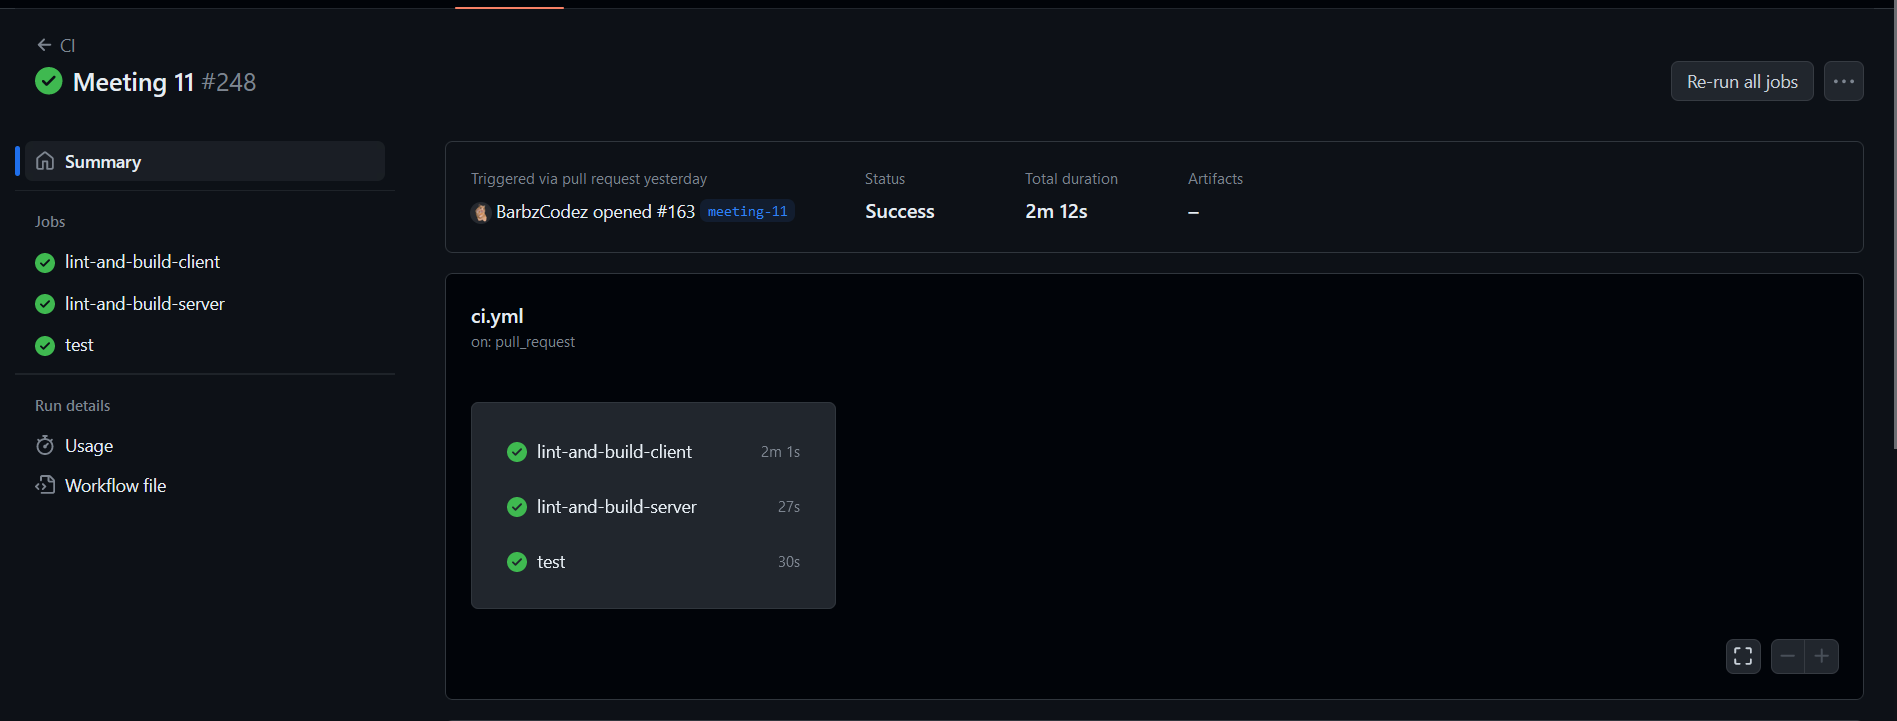 CI
Meeting 11 #248
Re-run all jobs
Summary
Jobs
lint-and-build-client
lint-and-build-server
test
Run details
Usage
Workflow file
Triggered via pull request yesterday
BarbzCodez opened #163 meeting-11
Status
Success
Total duration
2m 12s
Artifacts
–
ci.yml
on: pull_request
lint-and-build-client 2m 1s
lint-and-build-server 27s
test 30s